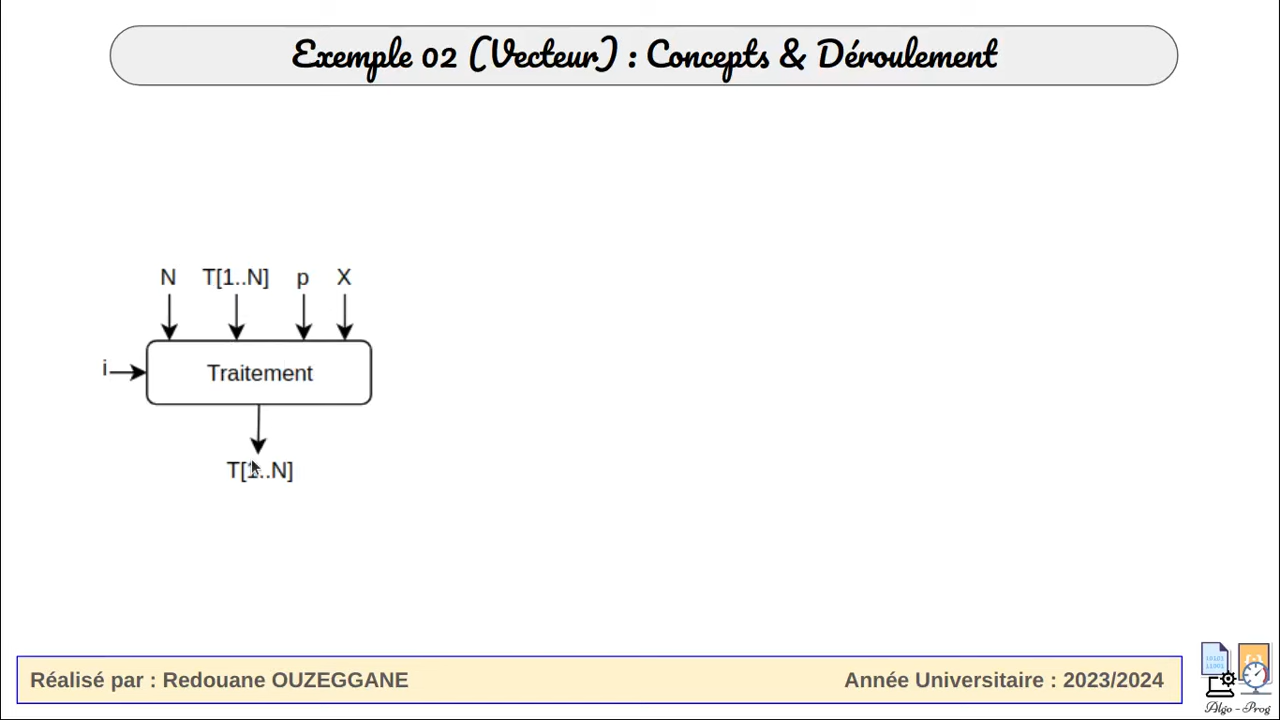 Exemple 02 (Vecteur) : Concepts & Déroulement
N T[1..N] p X
i Traitement
T[1..N]
Réalisé par : Redouane OUZEGGANE Année Universitaire : 2023/2024
Algo - Prog